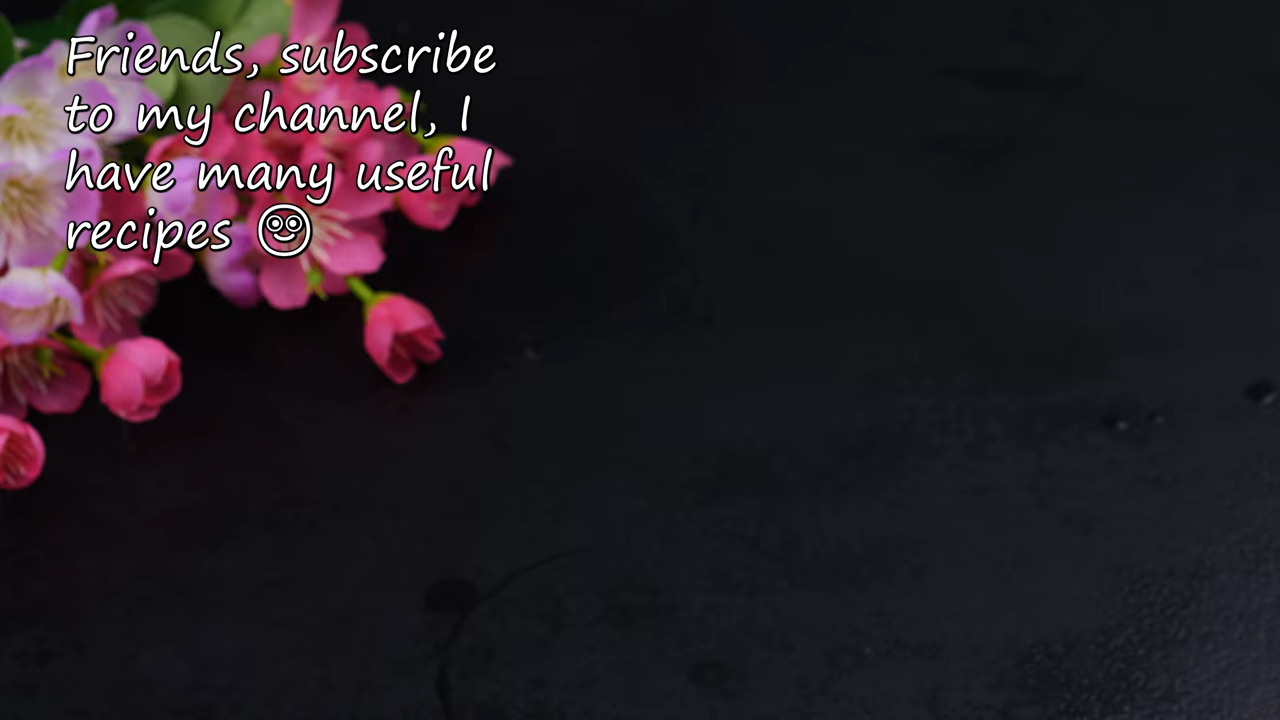 Friends, subscribe
to my channel, I
have many useful
recipes ☺